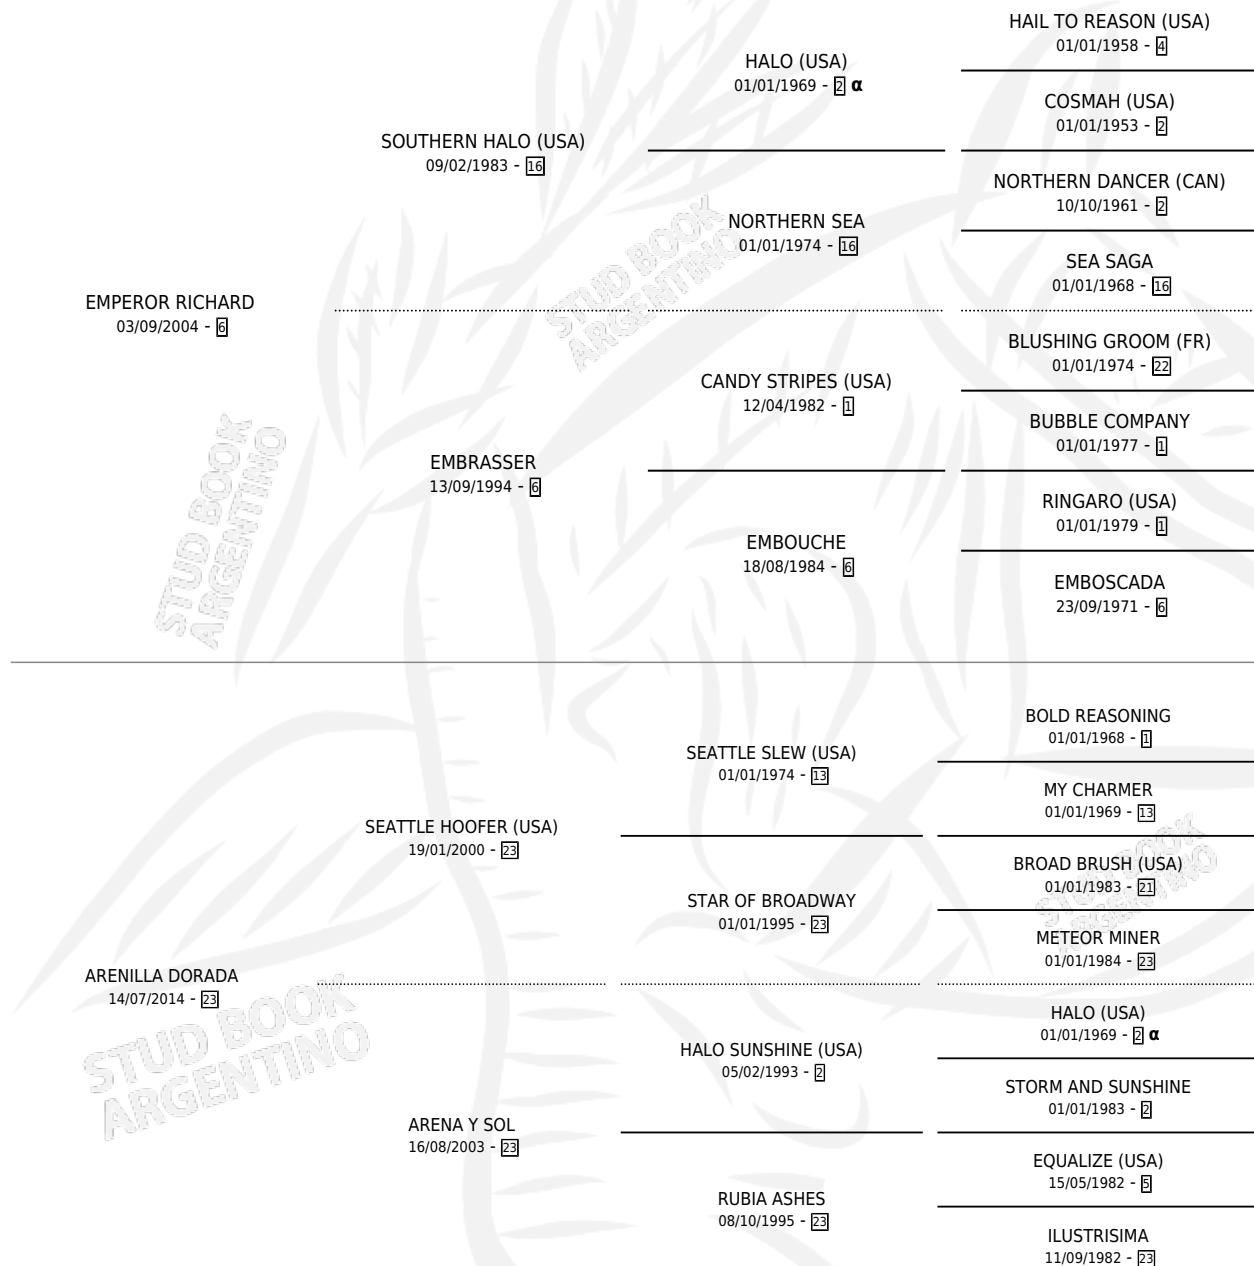 HAIL TO REASON (USA)
01/01/1958 - 4
HALO (USA)
01/01/1969 - 2 α
COSMAH (USA)
01/01/1953 - 2
SOUTHERN HALO (USA)
09/02/1983 - 16
NORTHERN DANCER (CAN)
10/10/1961 - 2
NORTHERN SEA
01/01/1974 - 16
SEA SAGA
01/01/1968 - 16
STUD BOOK
ARGENTINO
EMPEROR RICHARD
03/09/2004 - 6
BLUSHING GROOM (FR)
01/01/1974 - 22
CANDY STRIPES (USA)
12/04/1982 - 1
BUBBLE COMPANY
01/01/1977 - 1
EMBRASSER
13/09/1994 - 6
RINGARO (USA)
01/01/1979 - 1
EMBOUCHE
18/08/1984 - 6
EMBOSCADA
23/09/1971 - 6
STUD BOOK
ARGENTINO
BOLD REASONING
01/01/1968 - 1
SEATTLE SLEW (USA)
01/01/1974 - 13
MY CHARMER
01/01/1969 - 13
SEATTLE HOOFER (USA)
19/01/2000 - 23
BROAD BRUSH (USA)
01/01/1983 - 21
STAR OF BROADWAY
01/01/1995 - 23
METEOR MINER
01/01/1984 - 23
STUD BOOK
ARGENTINO
ARENILLA DORADA
14/07/2014 - 23
HALO (USA)
01/01/1969 - 2 α
HALO SUNSHINE (USA)
05/02/1993 - 2
STORM AND SUNSHINE
01/01/1983 - 2
STUD BOOK
ARGENTINO
ARENA Y SOL
16/08/2003 - 23
EQUALIZE (USA)
15/05/1982 - 5
RUBIA ASHES
08/10/1995 - 23
ILUSTRISIMA
11/09/1982 - 23